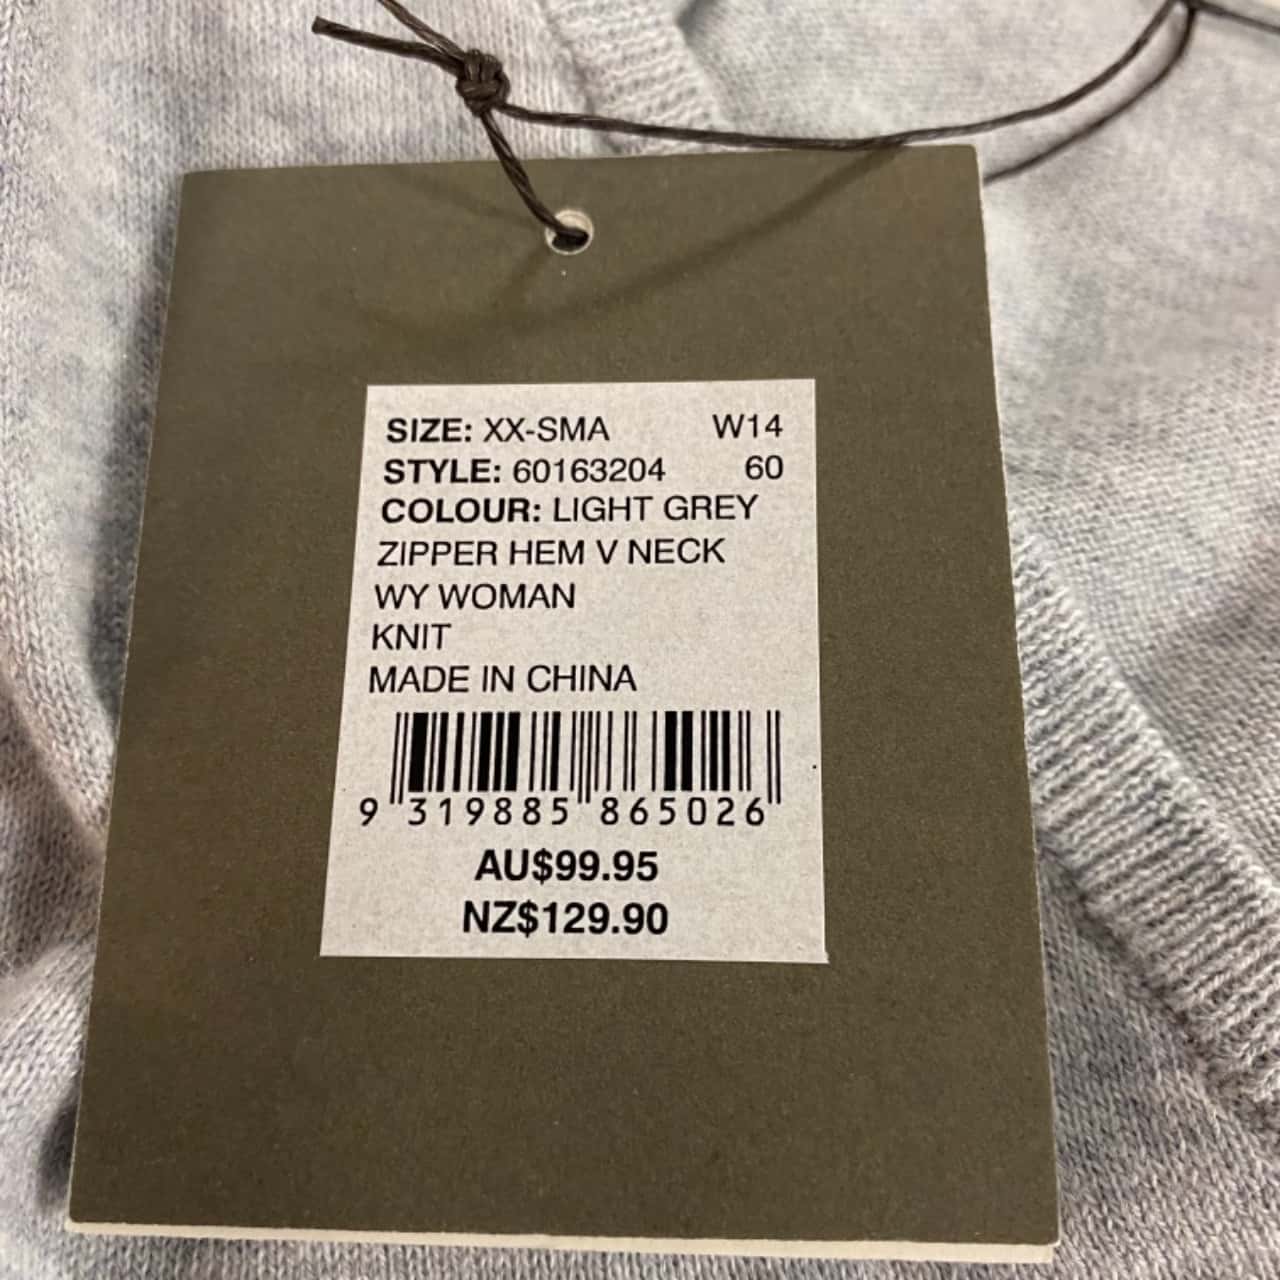 SIZE: XX-SMA W14
STYLE: 60163204 60
COLOUR: LIGHT GREY
ZIPPER HEM V NECK
WY WOMAN
KNIT
MADE IN CHINA
9 319885 865026
AU$99.95
NZ$129.90